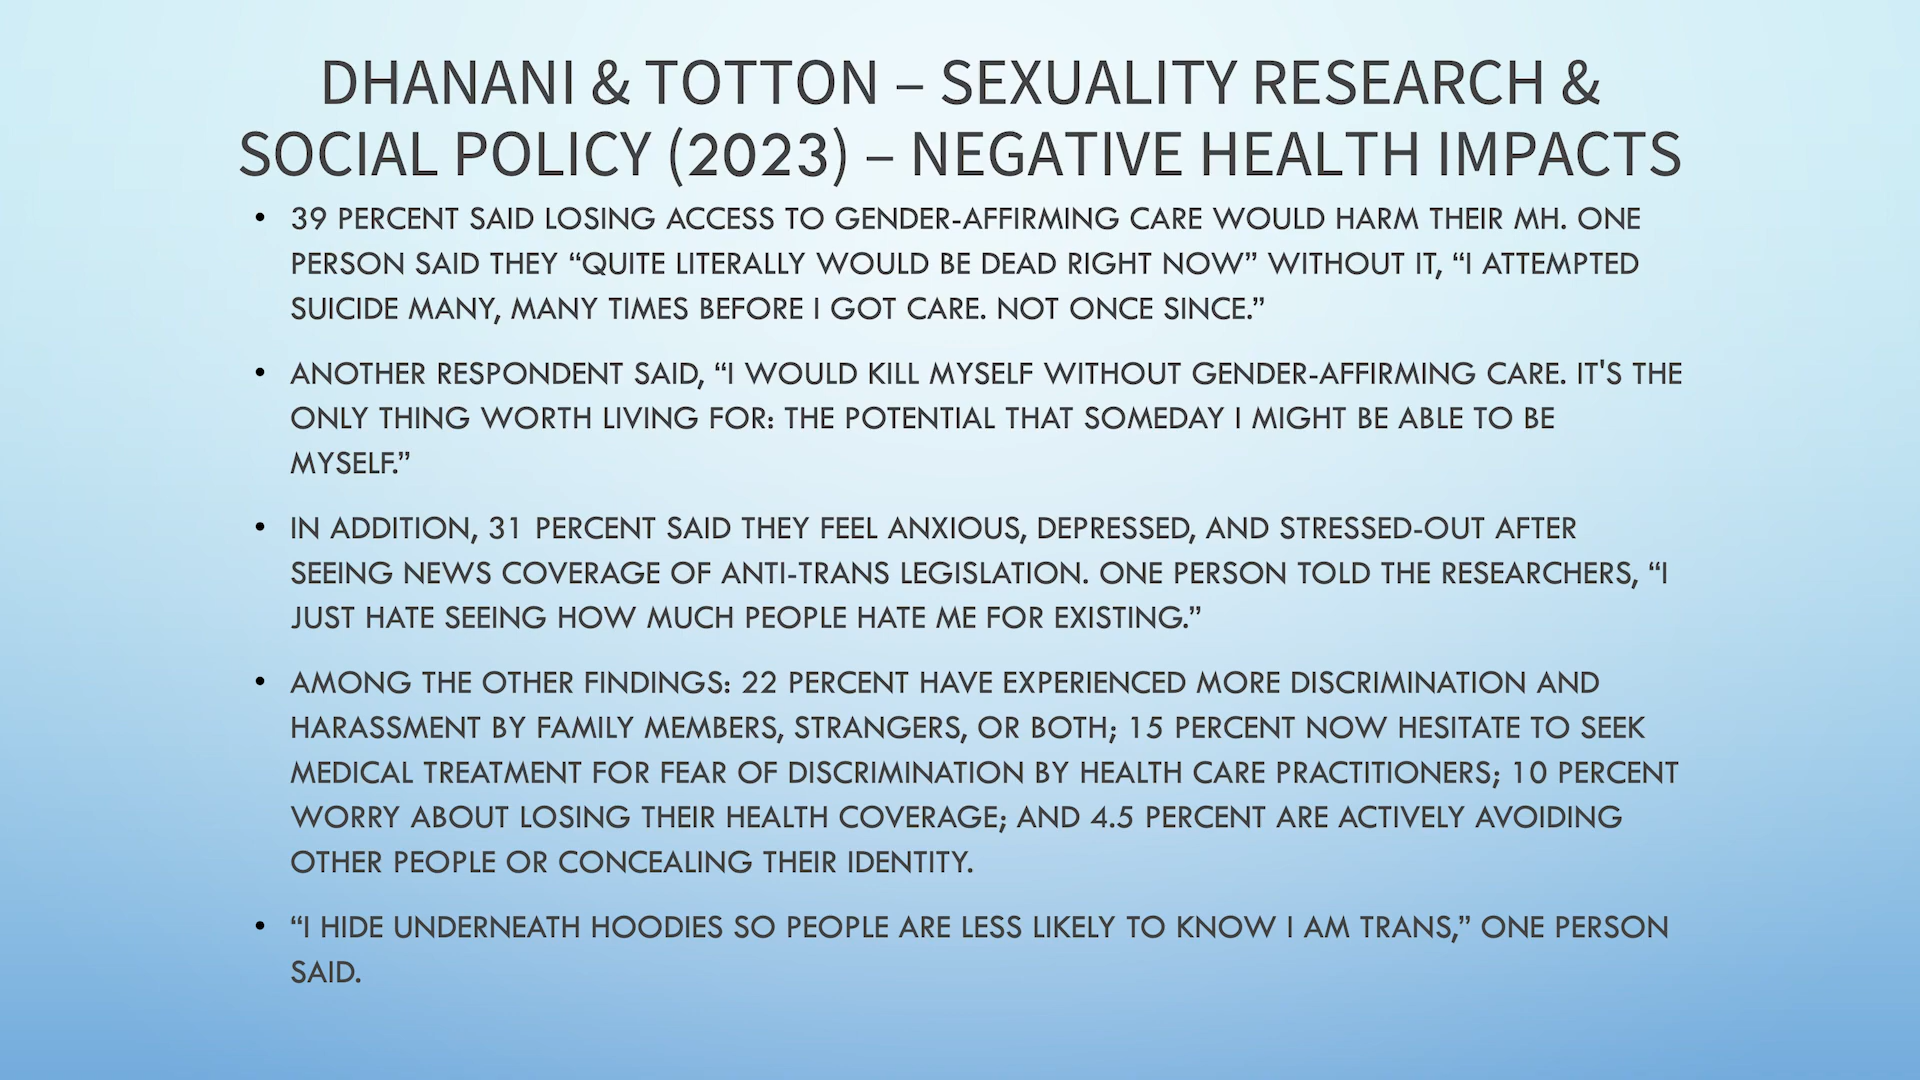 DHANANI & TOTTON – SEXUALITY RESEARCH &
SOCIAL POLICY (2023) – NEGATIVE HEALTH IMPACTS
• 39 PERCENT SAID LOSING ACCESS TO GENDER-AFFIRMING CARE WOULD HARM THEIR MH. ONE
PERSON SAID THEY “QUITE LITERALLY WOULD BE DEAD RIGHT NOW” WITHOUT IT, “I ATTEMPTED
SUICIDE MANY, MANY TIMES BEFORE I GOT CARE. NOT ONCE SINCE.”
• ANOTHER RESPONDENT SAID, “I WOULD KILL MYSELF WITHOUT GENDER-AFFIRMING CARE. IT'S THE
ONLY THING WORTH LIVING FOR: THE POTENTIAL THAT SOMEDAY I MIGHT BE ABLE TO BE
MYSELF.”
• IN ADDITION, 31 PERCENT SAID THEY FEEL ANXIOUS, DEPRESSED, AND STRESSED-OUT AFTER
SEEING NEWS COVERAGE OF ANTI-TRANS LEGISLATION. ONE PERSON TOLD THE RESEARCHERS, “I
JUST HATE SEEING HOW MUCH PEOPLE HATE ME FOR EXISTING.”
• AMONG THE OTHER FINDINGS: 22 PERCENT HAVE EXPERIENCED MORE DISCRIMINATION AND
HARASSMENT BY FAMILY MEMBERS, STRANGERS, OR BOTH; 15 PERCENT NOW HESITATE TO SEEK
MEDICAL TREATMENT FOR FEAR OF DISCRIMINATION BY HEALTH CARE PRACTITIONERS; 10 PERCENT
WORRY ABOUT LOSING THEIR HEALTH COVERAGE; AND 4.5 PERCENT ARE ACTIVELY AVOIDING
OTHER PEOPLE OR CONCEALING THEIR IDENTITY.
• “I HIDE UNDERNEATH HOODIES SO PEOPLE ARE LESS LIKELY TO KNOW I AM TRANS,” ONE PERSON
SAID.